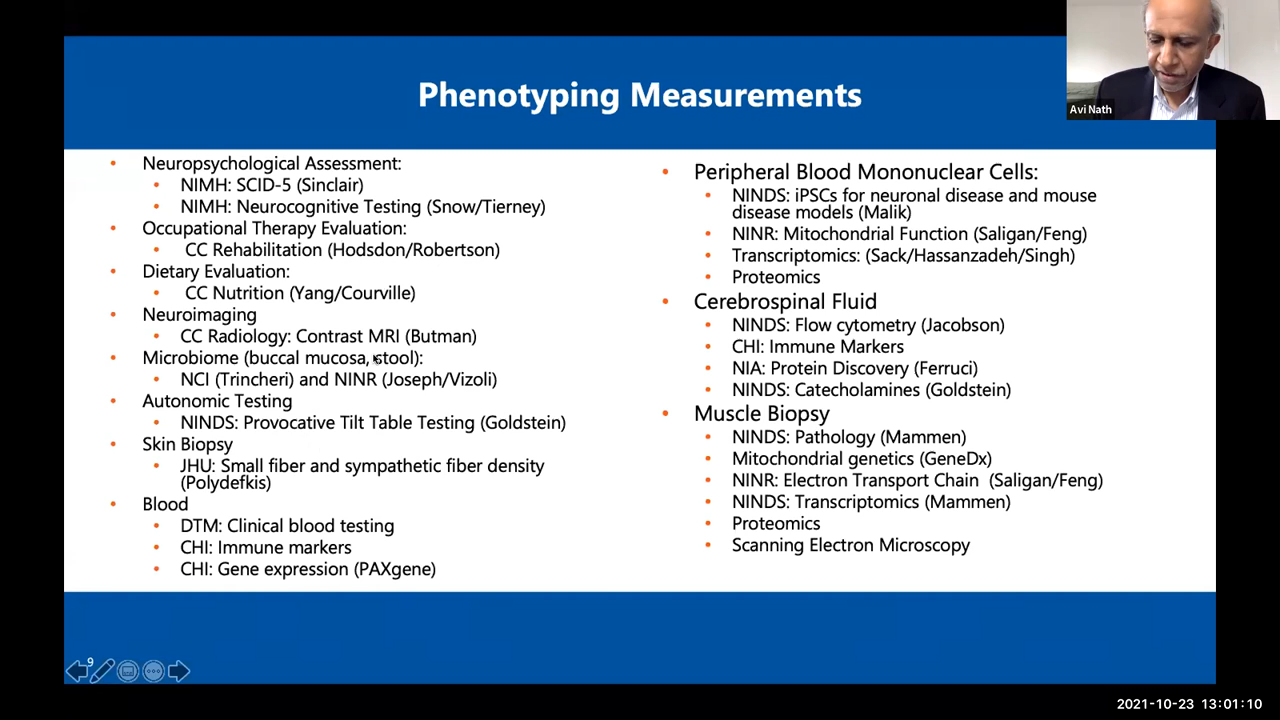 Phenotyping Measurements
Avi Nath
• Neuropsychological Assessment:
• NIMH: SCID-5 (Sinclair)
• NIMH: Neurocognitive Testing (Snow/Tierney)
• Occupational Therapy Evaluation:
• CC Rehabilitation (Hodsdon/Robertson)
• Dietary Evaluation:
• CC Nutrition (Yang/Courville)
• Neuroimaging
• CC Radiology: Contrast MRI (Butman)
• Microbiome (buccal mucosa, stool):
• NCI (Trincheri) and NINR (Joseph/Vizoli)
• Autonomic Testing
• NINDS: Provocative Tilt Table Testing (Goldstein)
• Skin Biopsy
• JHU: Small fiber and sympathetic fiber density
(Polydefkis)
• Blood
• DTM: Clinical blood testing
• CHI: Immune markers
• CHI: Gene expression (PAXgene)
• Peripheral Blood Mononuclear Cells:
• NINDS: iPSCs for neuronal disease and mouse
disease models (Malik)
• NINR: Mitochondrial Function (Saligan/Feng)
• Transcriptomics: (Sack/Hassanzadeh/Singh)
• Proteomics
• Cerebrospinal Fluid
• NINDS: Flow cytometry (Jacobson)
• CHI: Immune Markers
• NIA: Protein Discovery (Ferruci)
• NINDS: Catecholamines (Goldstein)
• Muscle Biopsy
• NINDS: Pathology (Mammen)
• Mitochondrial genetics (GeneDx)
• NINR: Electron Transport Chain (Saligan/Feng)
• NINDS: Transcriptomics (Mammen)
• Proteomics
• Scanning Electron Microscopy
9
2021-10-23 13:01:10